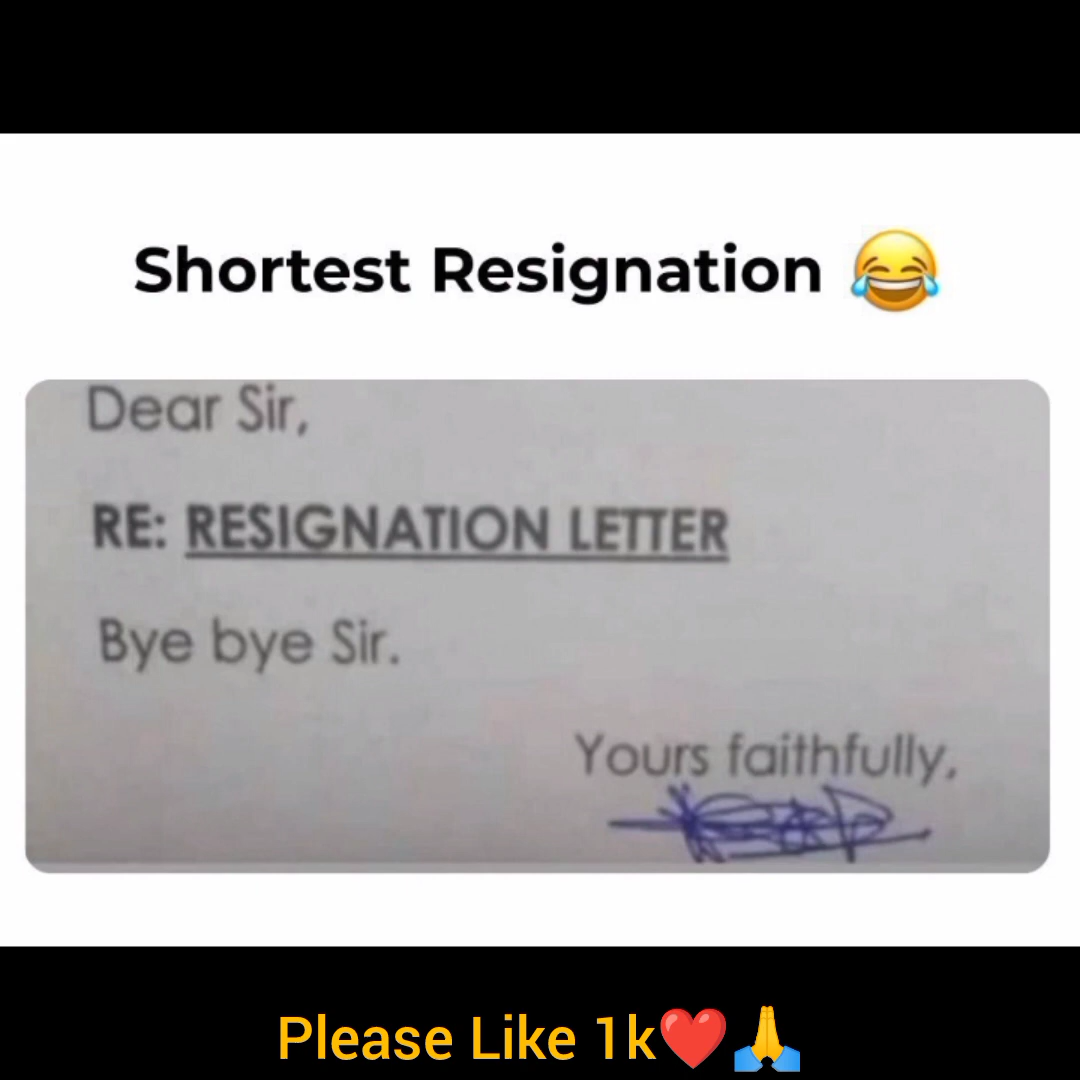 Shortest Resignation 😂
Dear Sir,
RE: RESIGNATION LETTER
Bye bye Sir.
Yours faithfully,
Please Like 1k❤️🙏